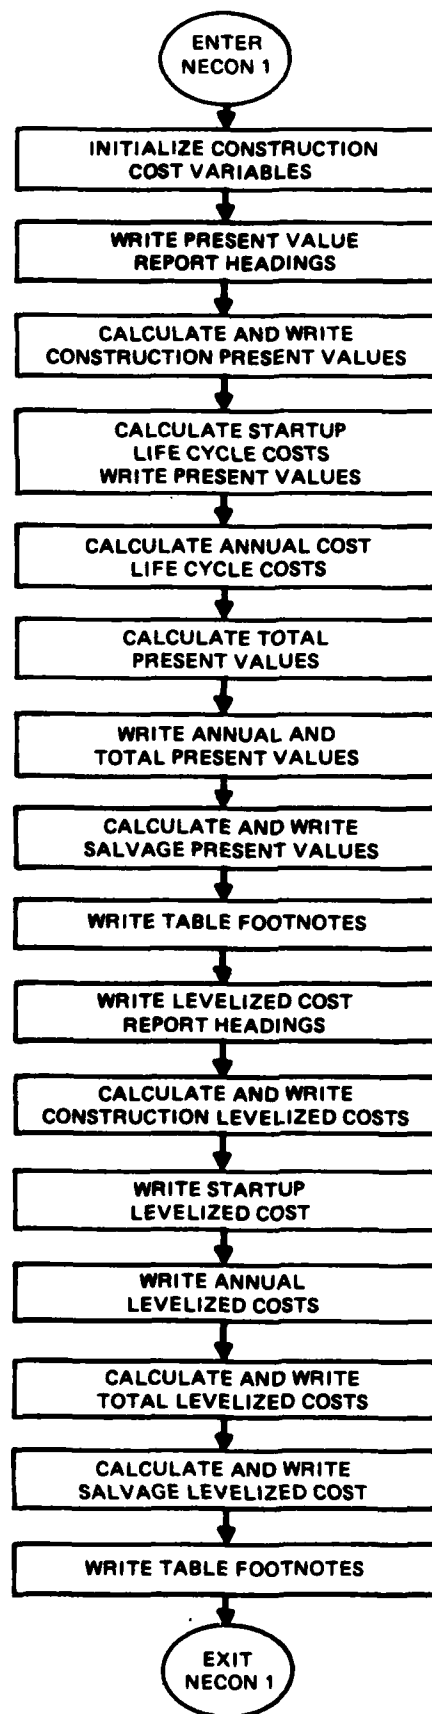 ENTER
NECON 1
INITIALIZE CONSTRUCTION
COST VARIABLES
WRITE PRESENT VALUE
REPORT HEADINGS
CALCULATE AND WRITE
CONSTRUCTION PRESENT VALUES
CALCULATE STARTUP
LIFE CYCLE COSTS
WRITE PRESENT VALUES
CALCULATE ANNUAL COST
LIFE CYCLE COSTS
CALCULATE TOTAL
PRESENT VALUES
WRITE ANNUAL AND
TOTAL PRESENT VALUES
CALCULATE AND WRITE
SALVAGE PRESENT VALUES
WRITE TABLE FOOTNOTES
WRITE LEVELIZED COST
REPORT HEADINGS
CALCULATE AND WRITE
CONSTRUCTION LEVELIZED COSTS
WRITE STARTUP
LEVELIZED COST
WRITE ANNUAL
LEVELIZED COSTS
CALCULATE AND WRITE
TOTAL LEVELIZED COSTS
CALCULATE AND WRITE
SALVAGE LEVELIZED COST
WRITE TABLE FOOTNOTES
EXIT
NECON 1